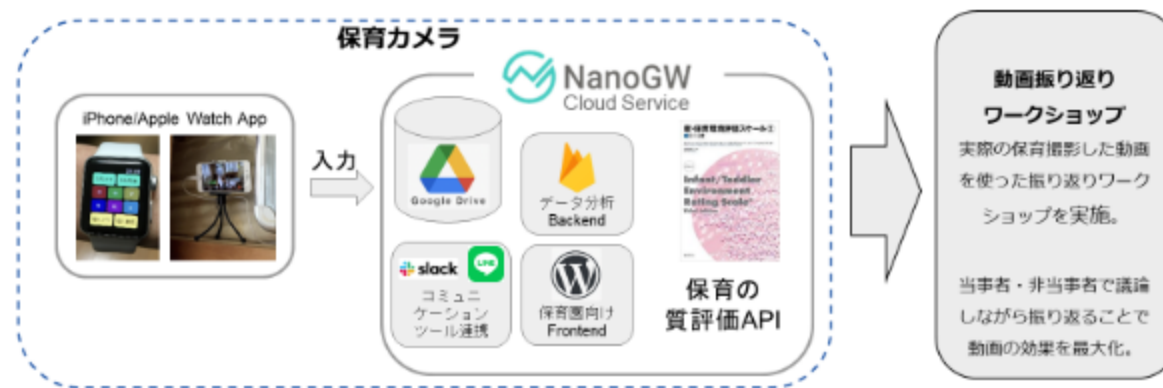 保育カメラ
iPhone/Apple Watch App
入力
NanoGW
Cloud Service
Google Drive
データ分析
Backend
slack
LINE
コミュニ
ケーション
ツール連携
保育園向け
Frontend
Infant/Toddler
Environment
Rating Scale
保育の
質評価API
動画振り返り
ワークショップ
実際の保育撮影した動画
を使った振り返りワーク
ショップを実施。
当事者・非当事者で議論
しながら振り返ることで
動画の効果を最大化。